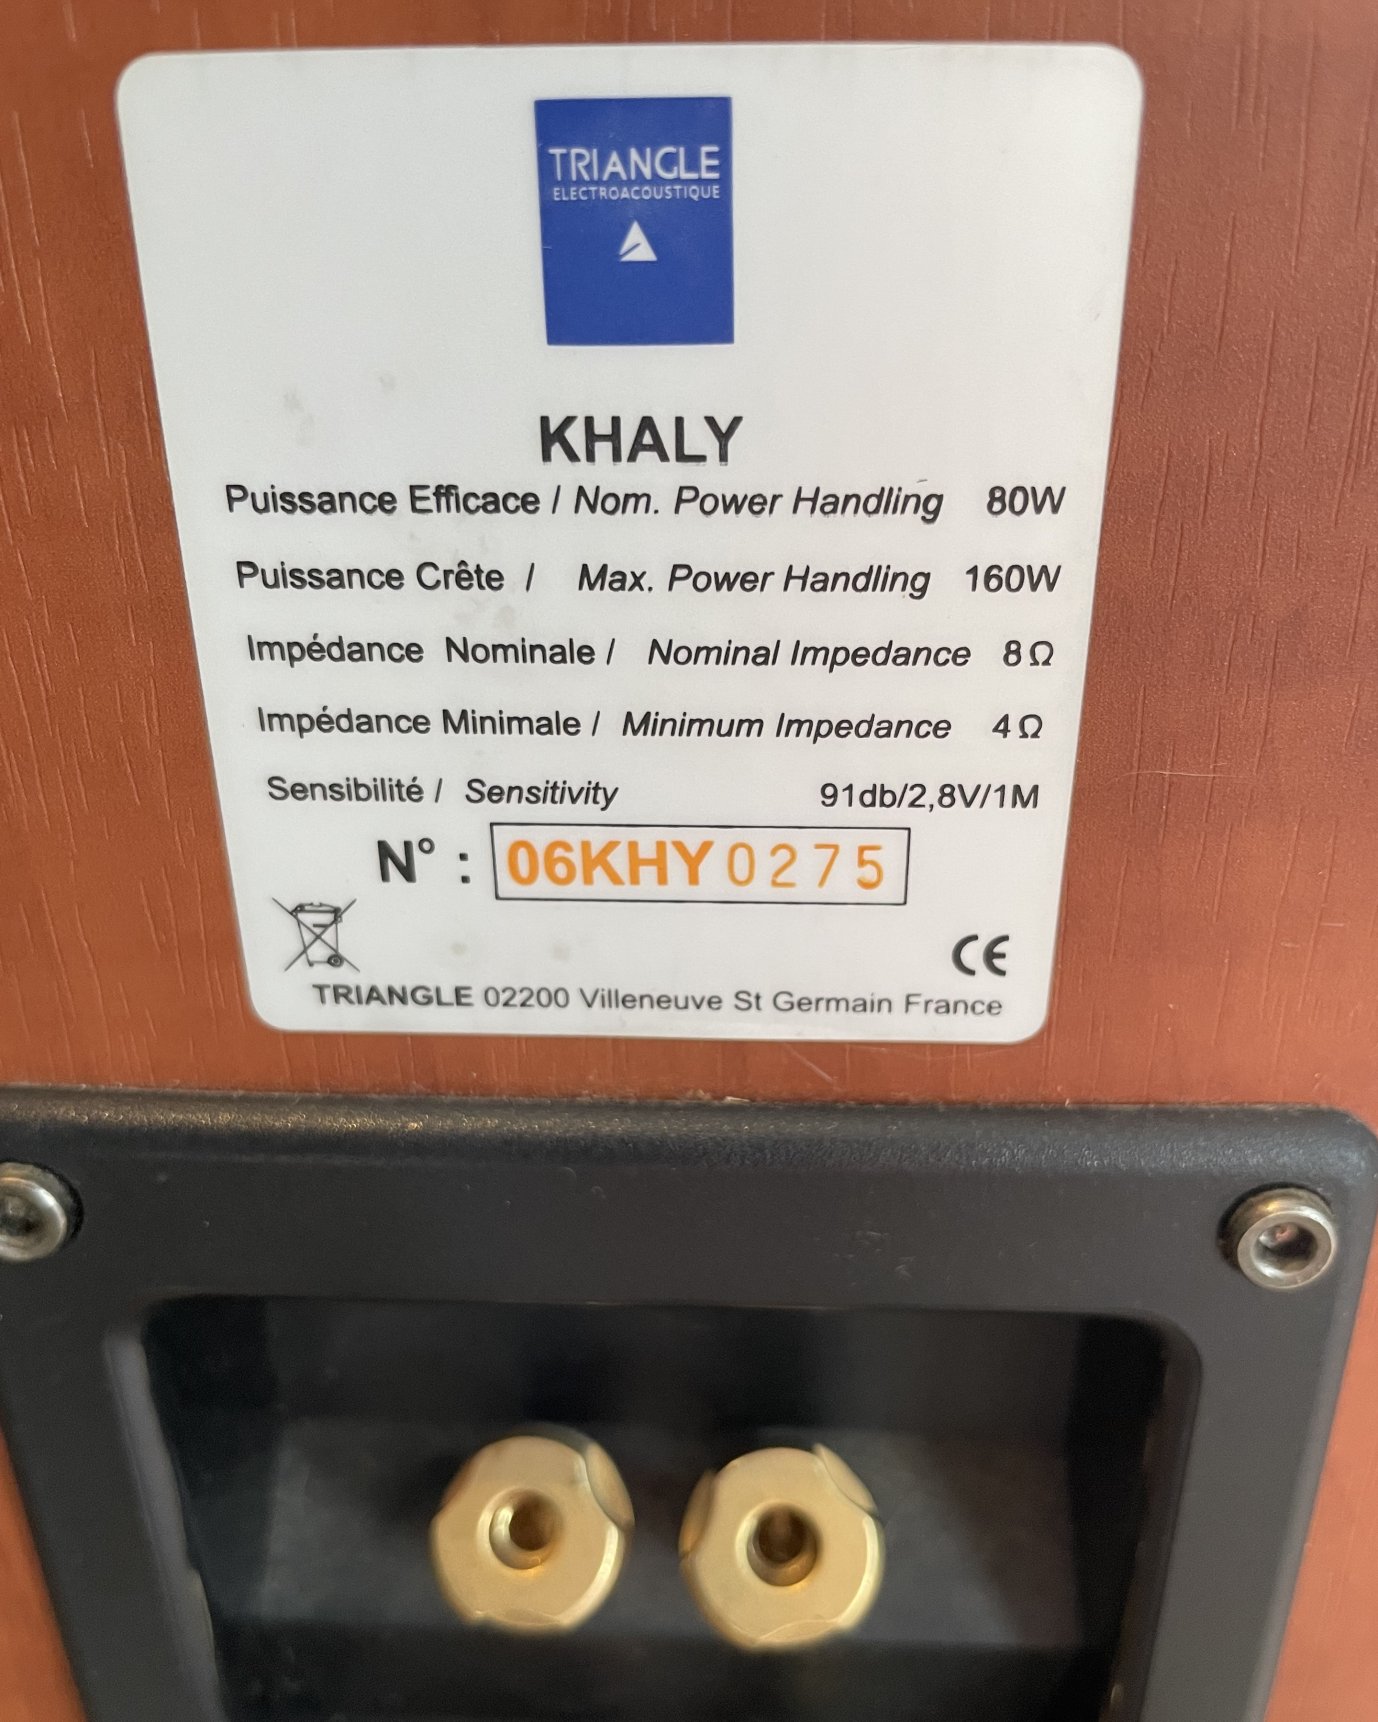 TRIANGLE
ELECTROACOUSTIQUE
KHALY
Puissance Efficace / Nom. Power Handling 80W
Puissance Crête / Max. Power Handling 160W
Impédance Nominale / Nominal Impedance 8Ω
Impédance Minimale / Minimum Impedance 4Ω
Sensibilité / Sensitivity 91db/2,8V/1M
N° : 06KHY0275
CE
TRIANGLE 02200 Villeneuve St Germain France